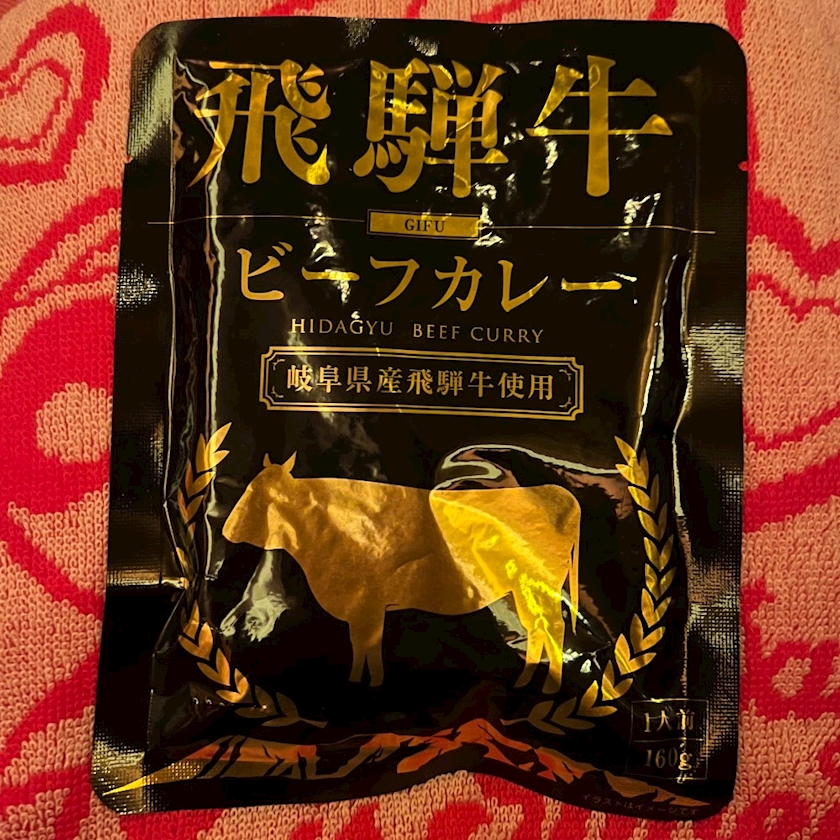 飛騨牛
GIFU
ビーフカレー
HIDAGYU BEEF CURRY
岐阜県産飛騨牛使用
1人前
160g
イラストはイメージです